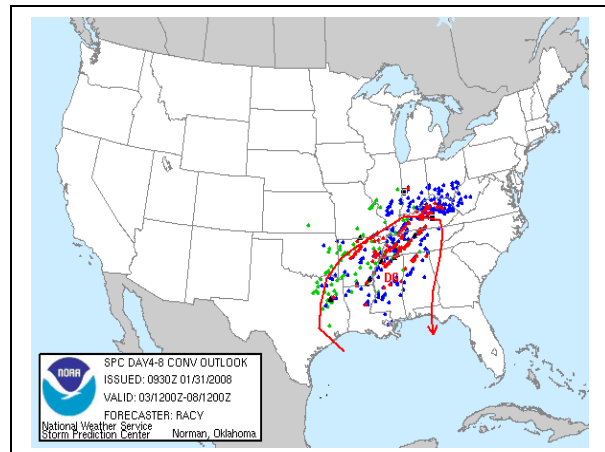 D6
NOAA
SPC DAY4-8 CONV OUTLOOK
ISSUED: 0930Z 01/31/2008
VALID: 03/1200Z-08/1200Z
FORECASTER: RACY
National Weather Service
Storm Prediction Center Norman, Oklahoma